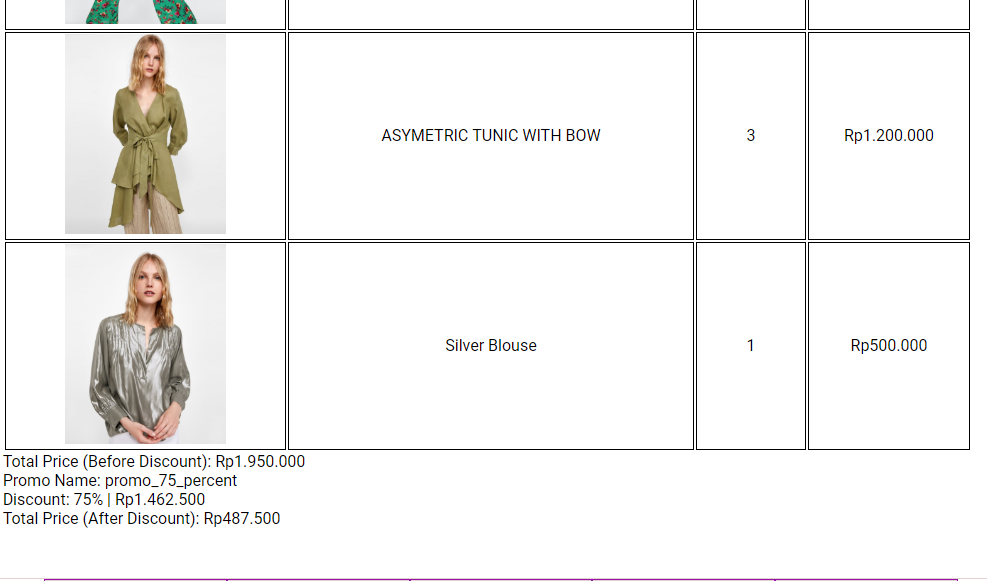 ASYMETRIC TUNIC WITH BOW 3 Rp1.200.000
Silver Blouse 1 Rp500.000
Total Price (Before Discount): Rp1.950.000
Promo Name: promo_75_percent
Discount: 75% | Rp1.462.500
Total Price (After Discount): Rp487.500